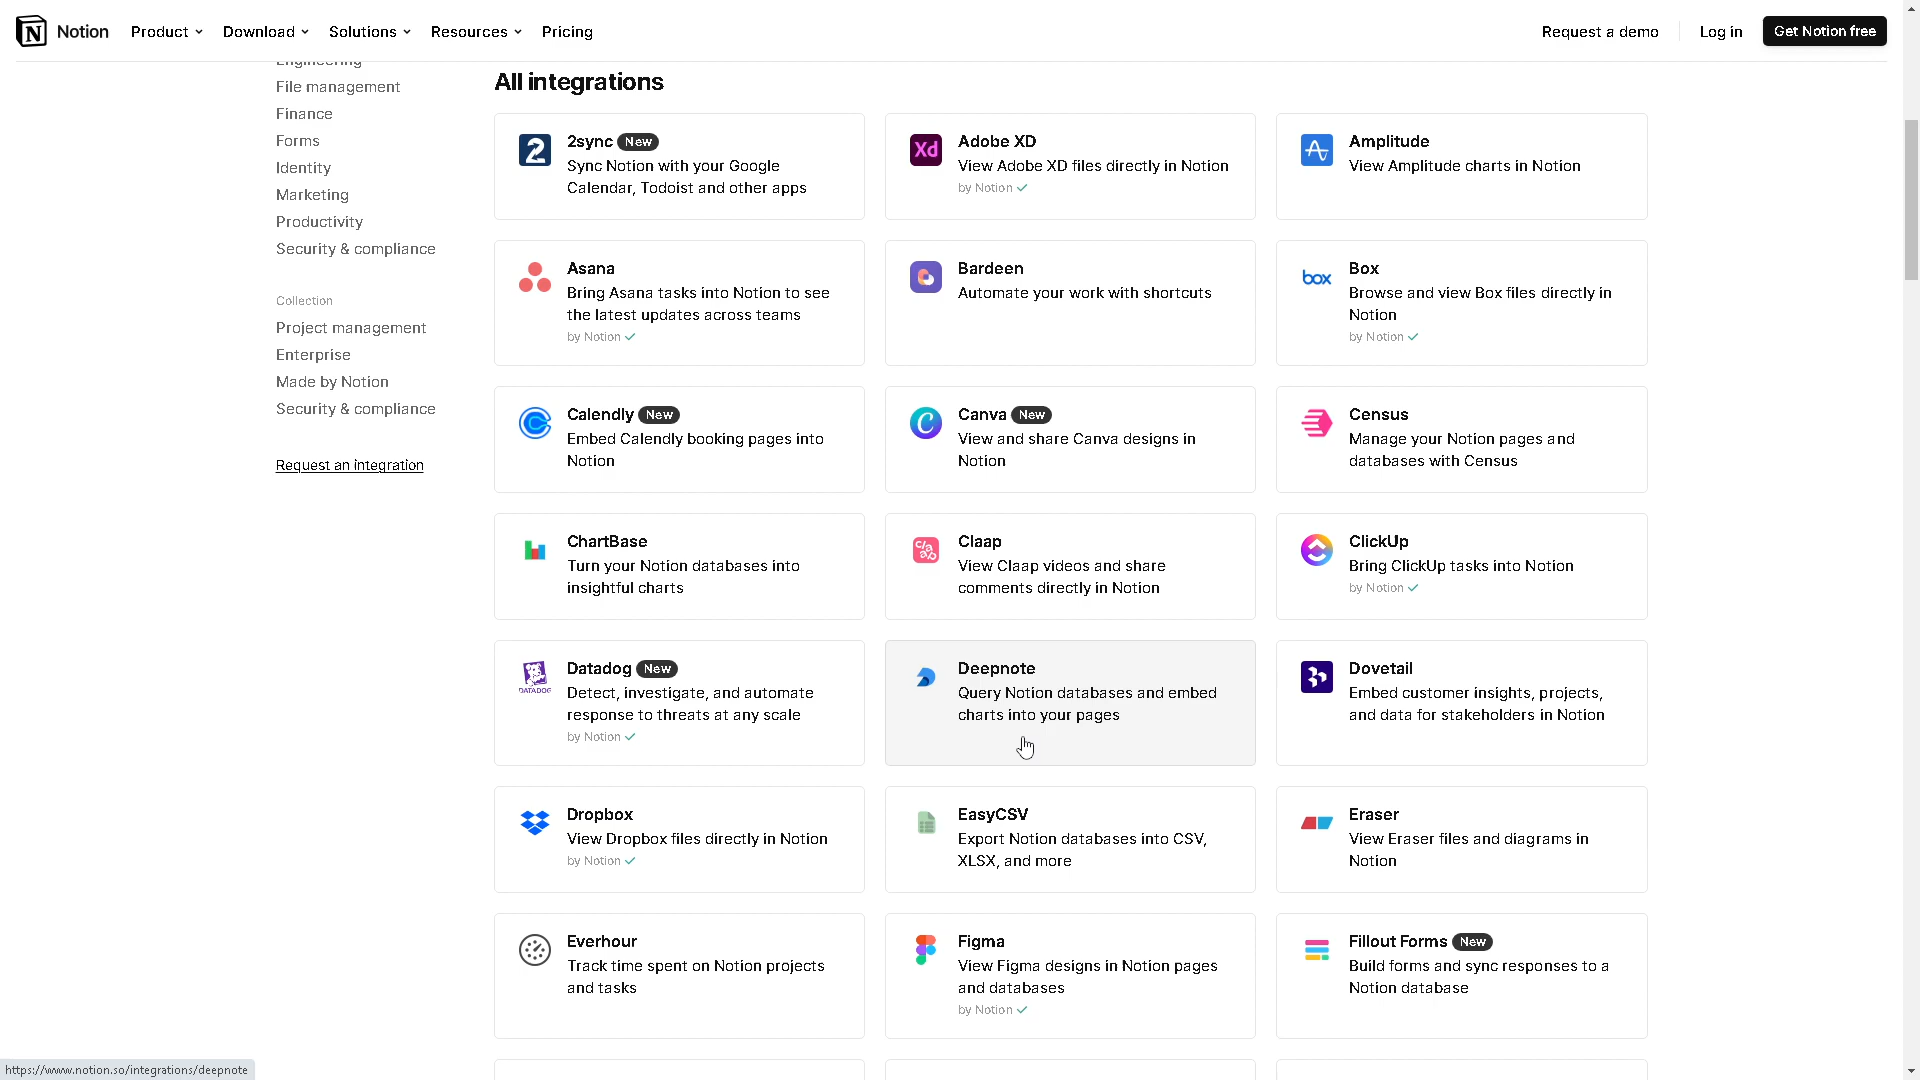 Notion
Product
Download
Solutions
Resources
Pricing
Request a demo
Log in
Get Notion free
Engineering
File management
Finance
Forms
Identity
Marketing
Productivity
Security & compliance
Collection
Project management
Enterprise
Made by Notion
Security & compliance
Request an integration
All integrations
2
2sync New
Sync Notion with your Google
Calendar, Todoist and other apps
Xd
Adobe XD
View Adobe XD files directly in Notion
by Notion
Amplitude
View Amplitude charts in Notion
Asana
Bring Asana tasks into Notion to see
the latest updates across teams
by Notion
Bardeen
Automate your work with shortcuts
box
Box
Browse and view Box files directly in
Notion
by Notion
Calendly New
Embed Calendly booking pages into
Notion
Canva New
View and share Canva designs in
Notion
Census
Manage your Notion pages and
databases with Census
ChartBase
Turn your Notion databases into
insightful charts
Claap
View Claap videos and share
comments directly in Notion
ClickUp
Bring ClickUp tasks into Notion
by Notion
DATADOG
Datadog New
Detect, investigate, and automate
response to threats at any scale
by Notion
Deepnote
Query Notion databases and embed
charts into your pages
Dovetail
Embed customer insights, projects,
and data for stakeholders in Notion
Dropbox
View Dropbox files directly in Notion
by Notion
EasyCSV
Export Notion databases into CSV,
XLSX, and more
Eraser
View Eraser files and diagrams in
Notion
Everhour
Track time spent on Notion projects
and tasks
Figma
View Figma designs in Notion pages
and databases
by Notion
Fillout Forms New
Build forms and sync responses to a
Notion database
https://www.notion.so/integrations/deepnote